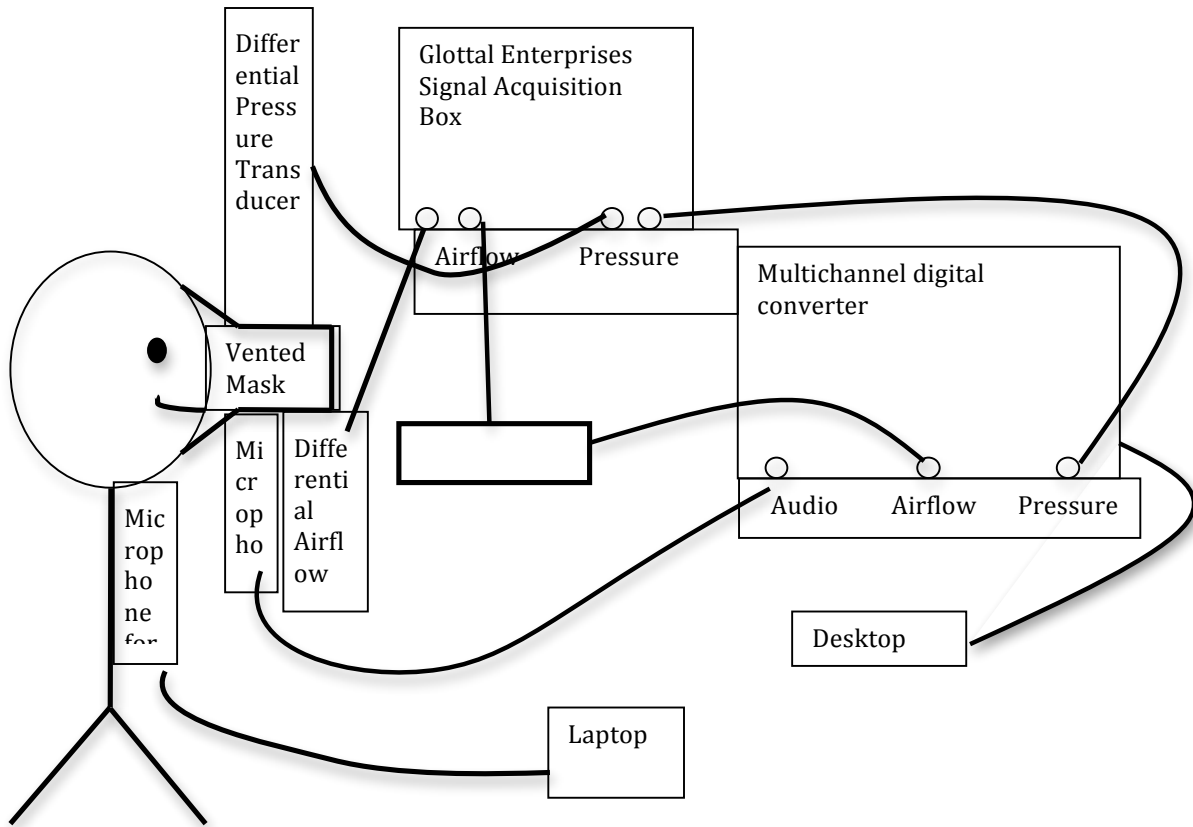 Differ
ential
Press
ure
Trans
ducer
Glottal Enterprises
Signal Acquisition
Box
Airflow
Pressure
Multichannel digital
converter
Vented
Mask
Mi
cr
op
ho
Diffe
renti
al
Airfl
ow
Mic
rop
ho
ne
for
Audio
Airflow
Pressure
Desktop
Laptop